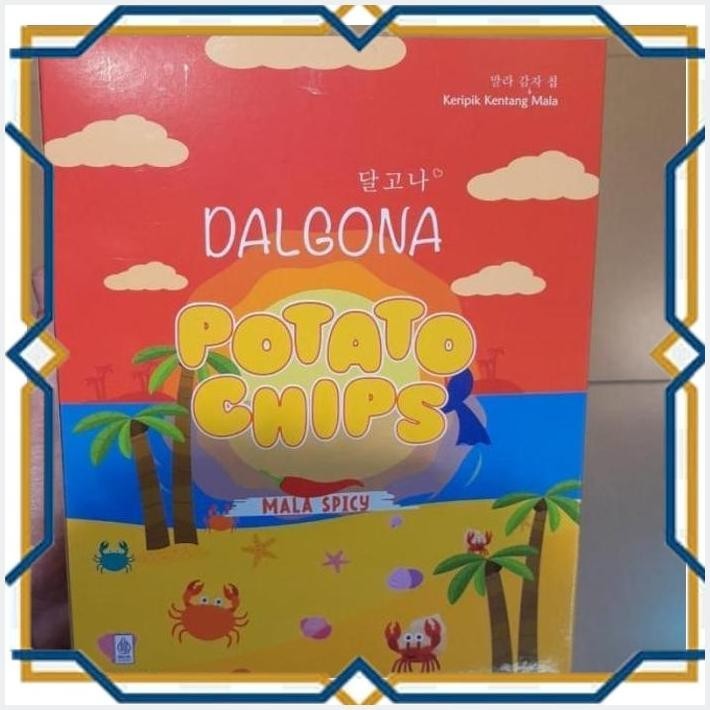 말라 감자 칩
Keripik Kentang Mala
달고나
DALGONA
POTATO
CHIPS
MALA SPICY